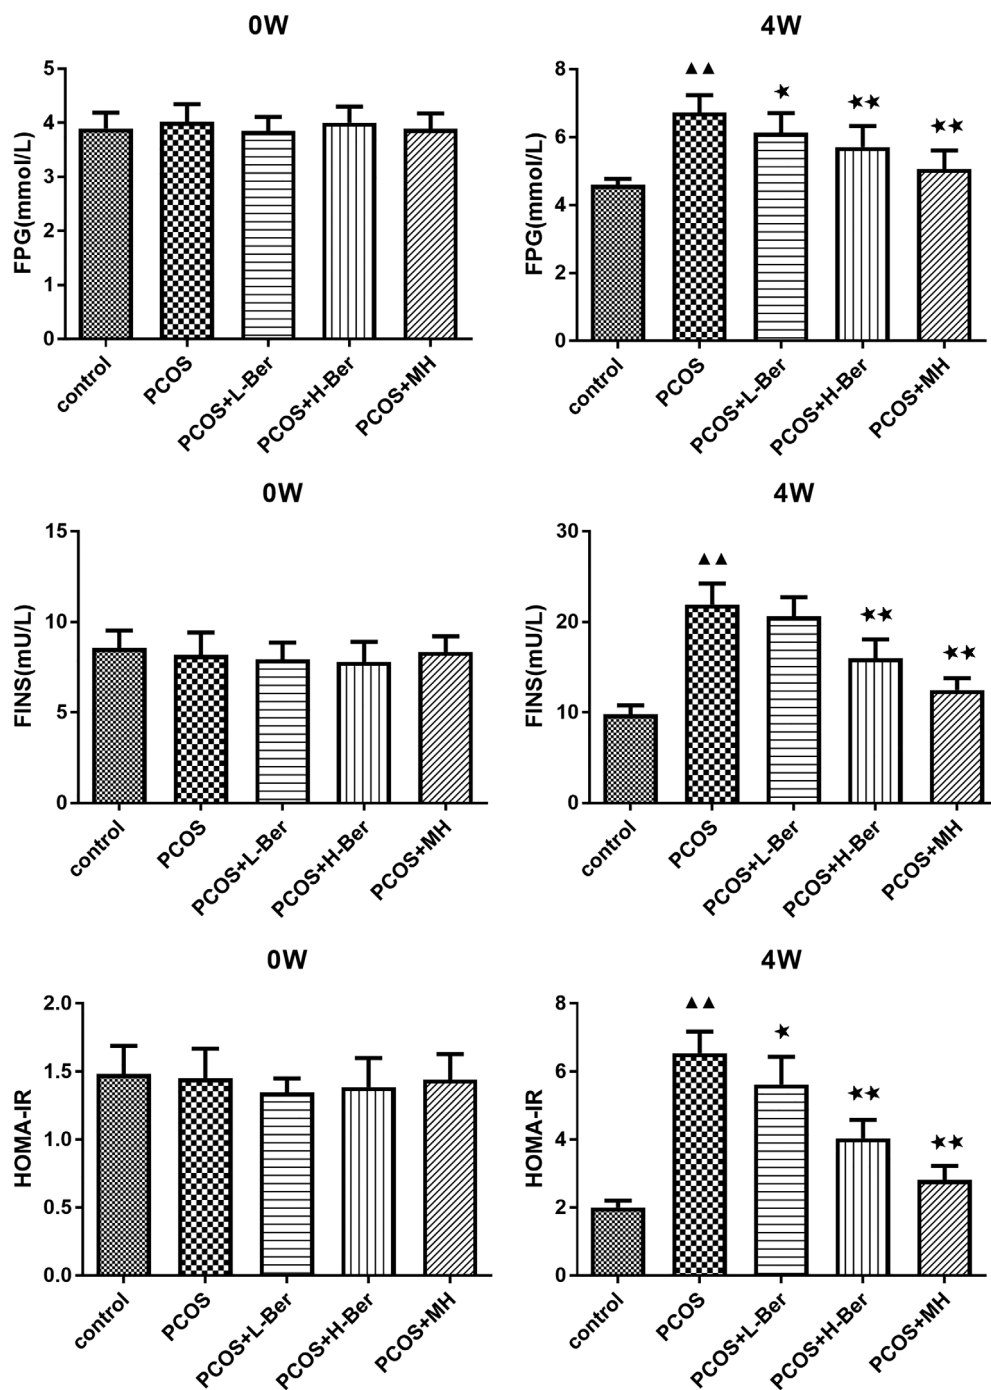 0W
FPG(mmol/L)
5
4
3
2
1
0
control
PCOS
PCOS+L-Ber
PCOS+H-Ber
PCOS+MH
4W
FPG(mmol/L)
8
6
4
2
0
▲▲
★
★★
★★
control
PCOS
PCOS+L-Ber
PCOS+H-Ber
PCOS+MH
0W
FINS(mU/L)
15
10
5
0
control
PCOS
PCOS+L-Ber
PCOS+H-Ber
PCOS+MH
4W
FINS(mU/L)
30
20
10
0
▲▲
★★
★★
control
PCOS
PCOS+L-Ber
PCOS+H-Ber
PCOS+MH
0W
HOMA-IR
2.0
1.5
1.0
0.5
0.0
control
PCOS
PCOS+L-Ber
PCOS+H-Ber
PCOS+MH
4W
HOMA-IR
8
6
4
2
0
▲▲
★
★★
★★
control
PCOS
PCOS+L-Ber
PCOS+H-Ber
PCOS+MH